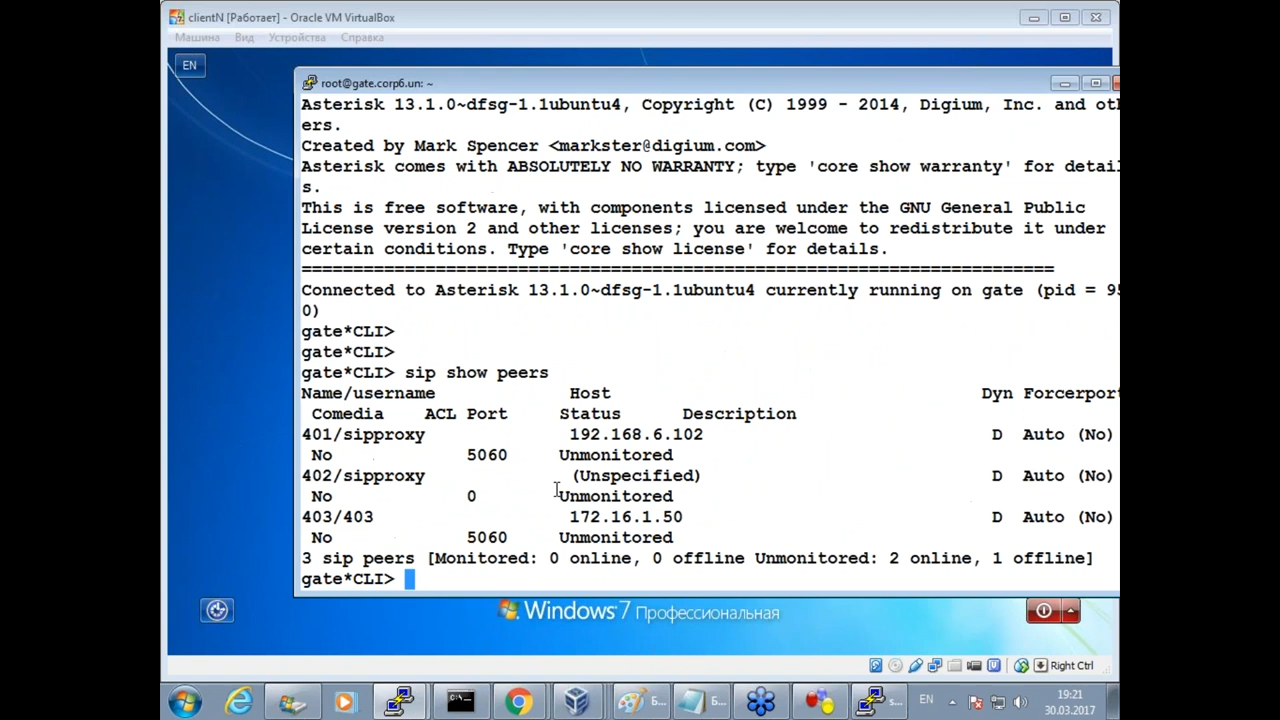 clientN [Работает] - Oracle VM VirtualBox
Машина Вид Устройства Справка
EN
root@gate.corp6.un: ~
Asterisk 13.1.0~dfsg-1.1ubuntu4, Copyright (C) 1999 - 2014, Digium, Inc. and oth
ers.
Created by Mark Spencer <markster@digium.com>
Asterisk comes with ABSOLUTELY NO WARRANTY; type 'core show warranty' for detail
s.
This is free software, with components licensed under the GNU General Public
License version 2 and other licenses; you are welcome to redistribute it under
certain conditions. Type 'core show license' for details.
=========================================================================
Connected to Asterisk 13.1.0~dfsg-1.1ubuntu4 currently running on gate (pid = 95
0)
gate*CLI>
gate*CLI>
gate*CLI> sip show peers
Name/username Host Dyn Forcerport
Comedia ACL Port Status Description
401/sipproxy 192.168.6.102 D Auto (No)
No 5060 Unmonitored
402/sipproxy (Unspecified) D Auto (No)
No 0 Unmonitored
403/403 172.16.1.50 D Auto (No)
No 5060 Unmonitored
3 sip peers [Monitored: 0 online, 0 offline Unmonitored: 2 online, 1 offline]
gate*CLI>
Windows 7 Профессиональная
Right Ctrl
Б... Б... s... EN 19:21
30.03.2017